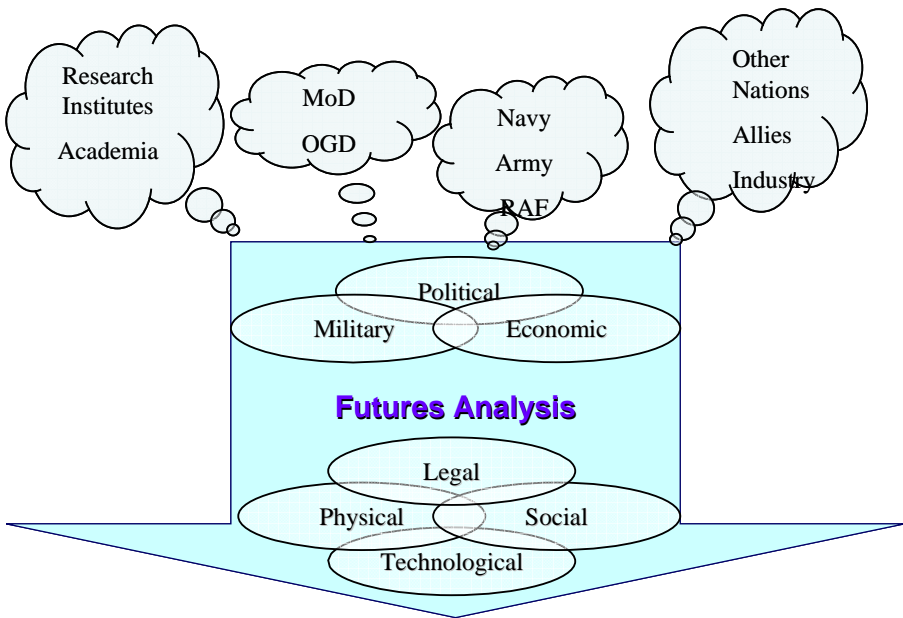 Research
Institutes
Academia
MoD
OGD
Navy
Army
RAF
Other
Nations
Allies
Industry
Political
Military
Economic
Futures Analysis
Legal
Physical
Social
Technological